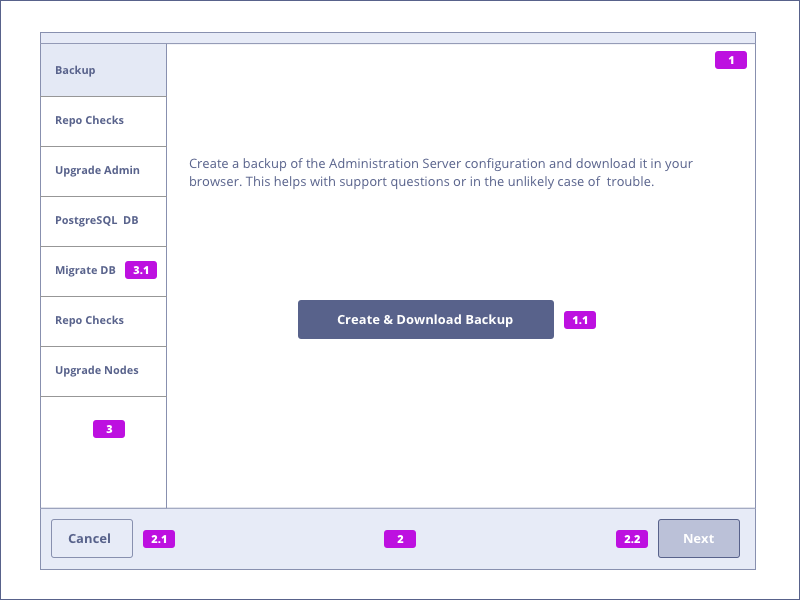 Backup
Repo Checks
Upgrade Admin
PostgreSQL  DB
Migrate DB 3.1
Repo Checks
Upgrade Nodes
3
1
Create a backup of the Administration Server configuration and download it in your
browser. This helps with support questions or in the unlikely case of  trouble.
Create & Download Backup 1.1
Cancel 2.1 2 2.2 Next